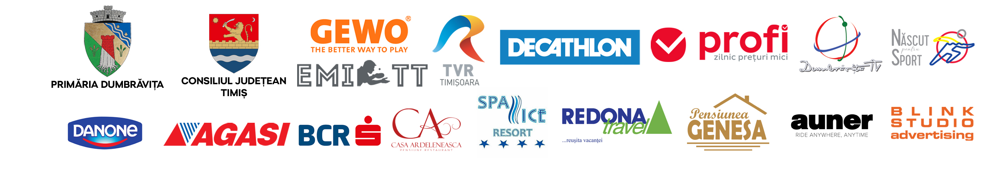 PRIMĂRIA DUMBRĂVIȚA
CONSILIUL JUDEȚEAN
TIMIȘ
GEWO®
THE BETTER WAY TO PLAY
EMI TT
TVR
TIMIȘOARA
DECATHLON
profi
zilnic prețuri mici
Dumbrăvița TV
NĂSCUT
pentru
SPORT
DANONE
AGASI
BCR
CA
CASA ARDELENEASCA
PENSIUNE RESTAURANT
SPA
ICE
RESORT
REDONA
travel
...reușita vacanței
Pensiunea
GENESA
auner
RIDE ANYWHERE, ANYTIME
BLINK
STUDIO
advertising